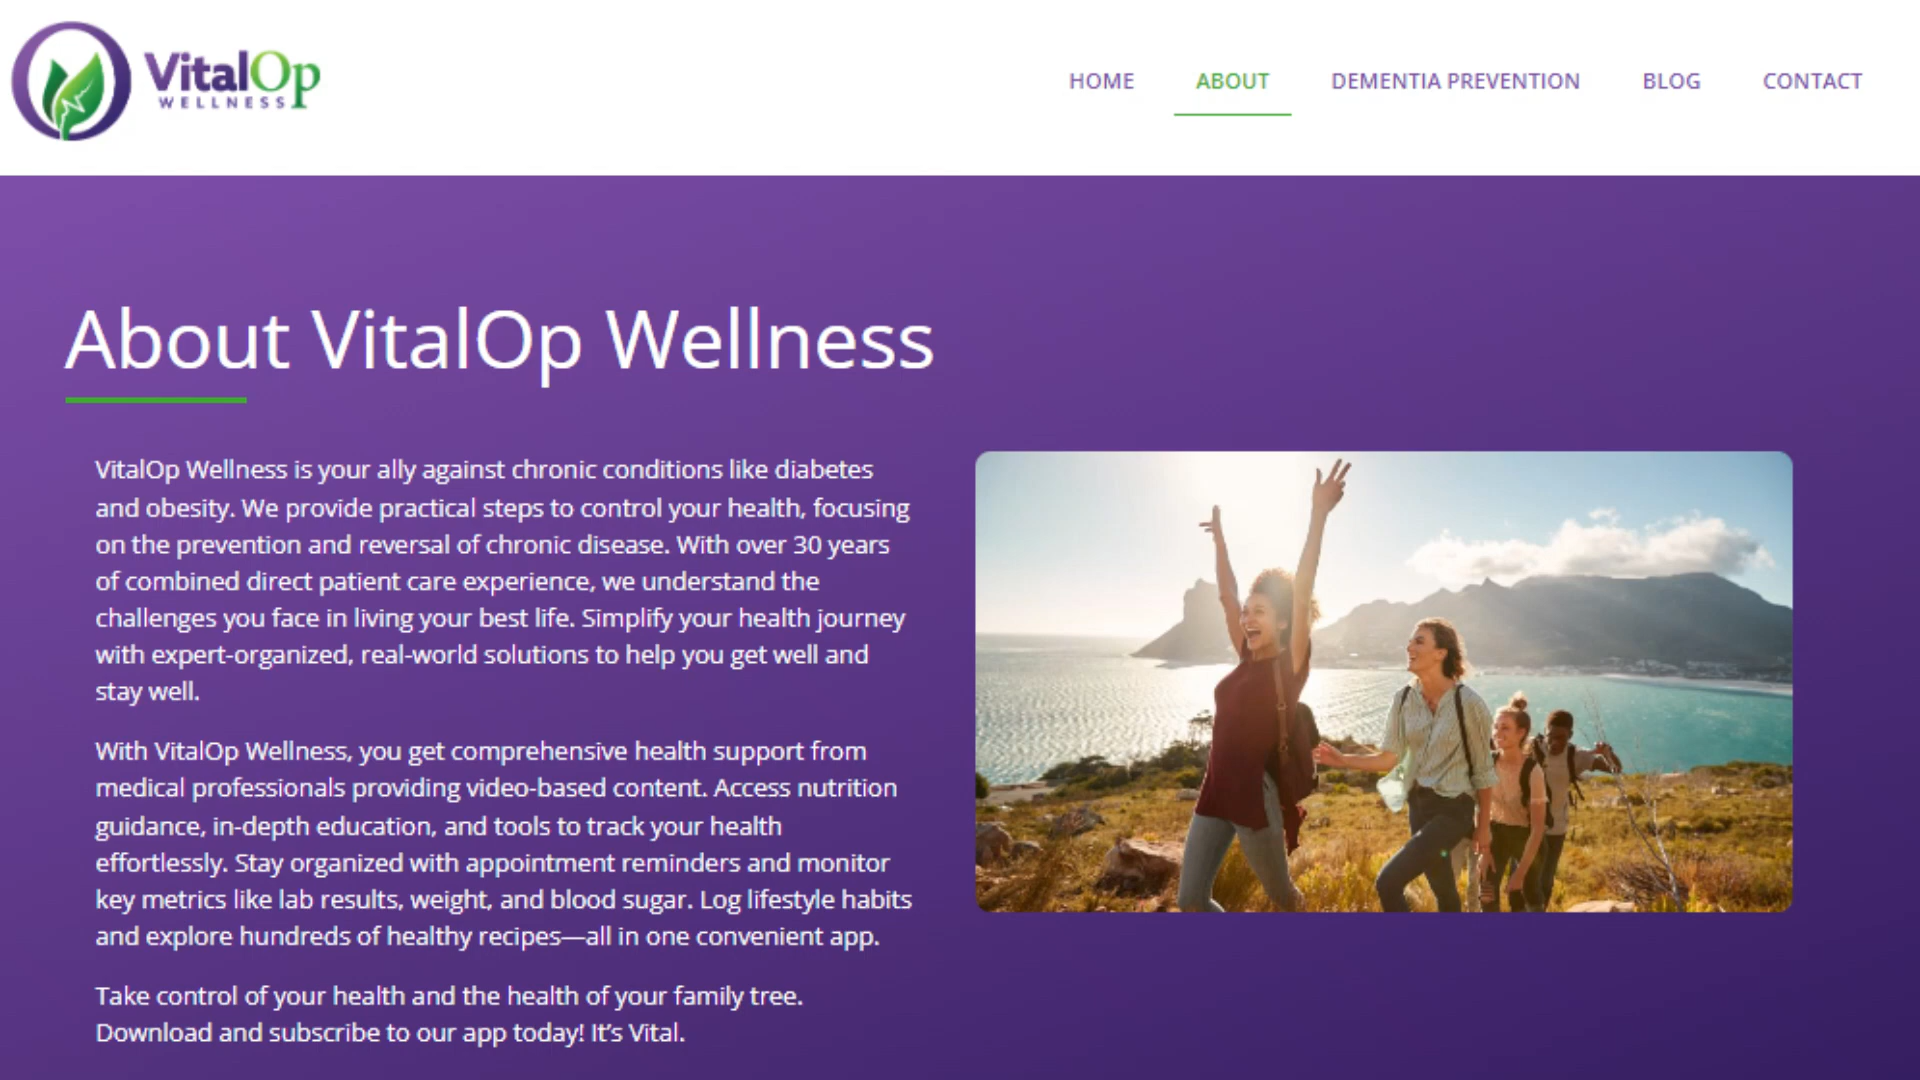 VitalOp
WELLNESS
HOME ABOUT DEMENTIA PREVENTION BLOG CONTACT
About VitalOp Wellness
VitalOp Wellness is your ally against chronic conditions like diabetes
and obesity. We provide practical steps to control your health, focusing
on the prevention and reversal of chronic disease. With over 30 years
of combined direct patient care experience, we understand the
challenges you face in living your best life. Simplify your health journey
with expert-organized, real-world solutions to help you get well and
stay well.
With VitalOp Wellness, you get comprehensive health support from
medical professionals providing video-based content. Access nutrition
guidance, in-depth education, and tools to track your health
effortlessly. Stay organized with appointment reminders and monitor
key metrics like lab results, weight, and blood sugar. Log lifestyle habits
and explore hundreds of healthy recipes—all in one convenient app.
Take control of your health and the health of your family tree.
Download and subscribe to our app today! It’s Vital.